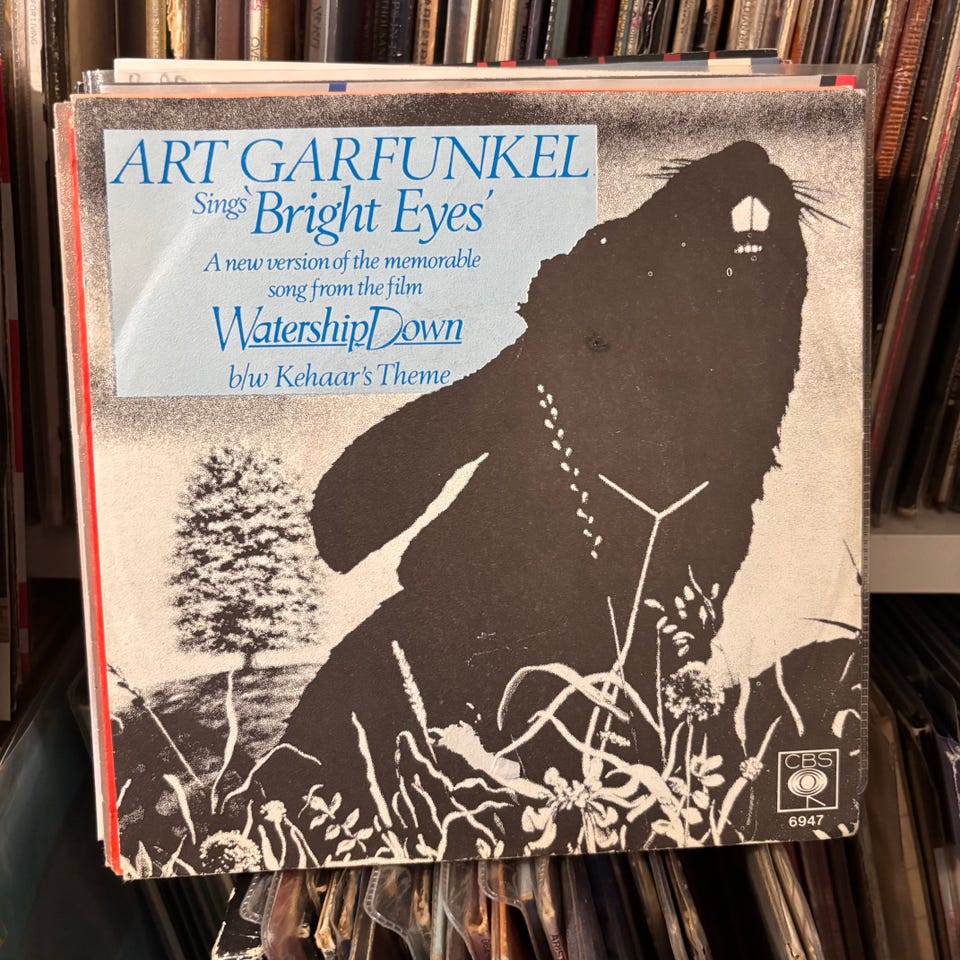 ART GARFUNKEL
Sings 'Bright Eyes'
A new version of the memorable
song from the film
Watership Down
b/w Kehaar's Theme
CBS
6947